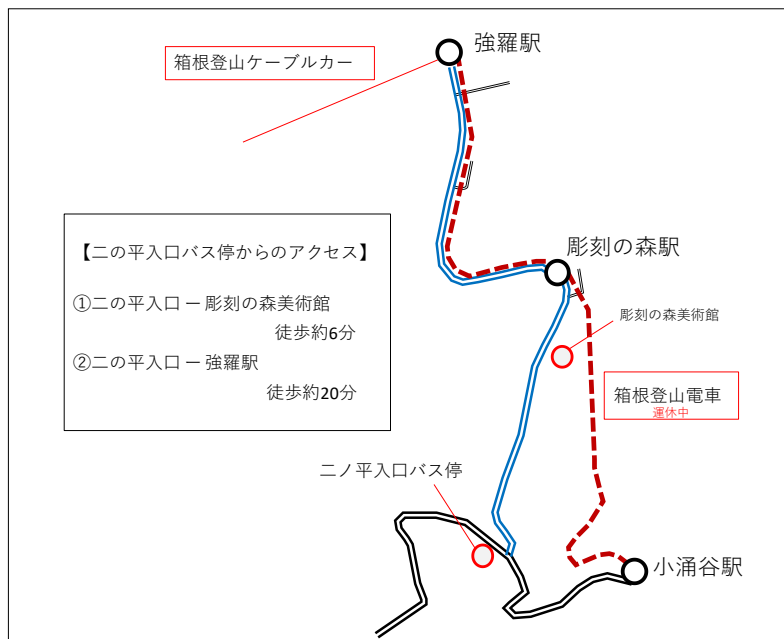 強羅駅
箱根登山ケーブルカー
【二の平入口バス停からのアクセス】
①二の平入口ー彫刻の森美術館
徒歩約6分
②二の平入口ー強羅駅
徒歩約20分
彫刻の森駅
彫刻の森美術館
箱根登山電車
運休中
二ノ平入口バス停
小涌谷駅